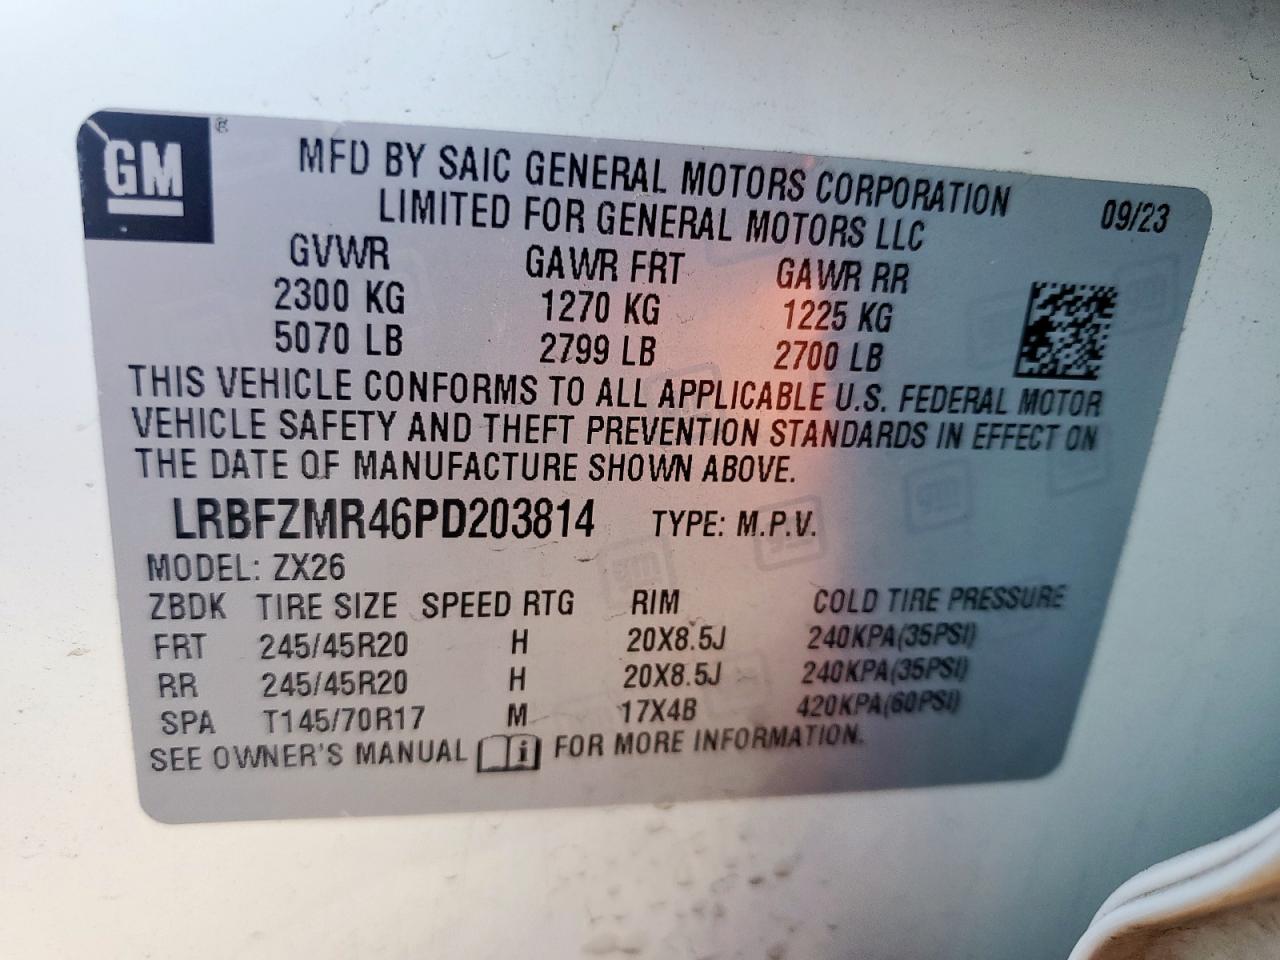 GM ®
MFD BY SAIC GENERAL MOTORS CORPORATION
LIMITED FOR GENERAL MOTORS LLC
09/23
GVWR GAWR FRT GAWR RR
2300 KG 1270 KG 1225 KG
5070 LB 2799 LB 2700 LB
THIS VEHICLE CONFORMS TO ALL APPLICABLE U.S. FEDERAL MOTOR
VEHICLE SAFETY AND THEFT PREVENTION STANDARDS IN EFFECT ON
THE DATE OF MANUFACTURE SHOWN ABOVE.
LRBFZMR46PD203814 TYPE: M.P.V.
MODEL: ZX26
ZBDK TIRE SIZE SPEED RTG RIM COLD TIRE PRESSURE
FRT 245/45R20 H 20X8.5J 240KPA(35PSI)
RR 245/45R20 H 20X8.5J 240KPA(35PSI)
SPA T145/70R17 M 17X4B 420KPA(60PSI)
SEE OWNER'S MANUAL i FOR MORE INFORMATION.